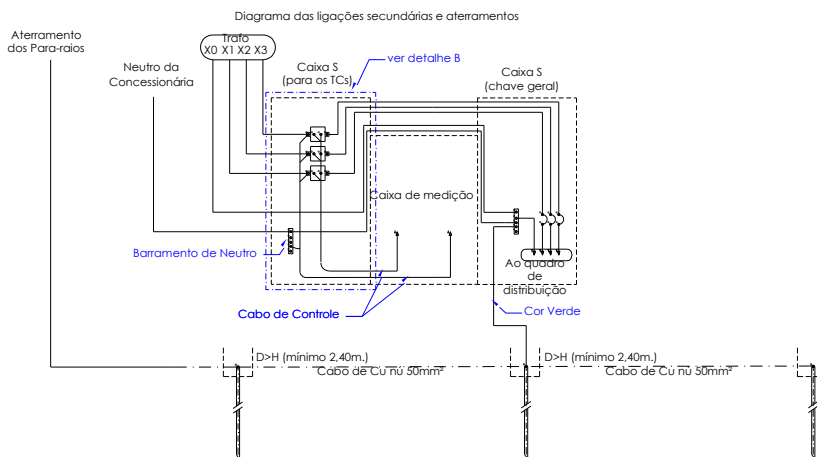 Diagrama das ligações secundárias e aterramentos
Aterramento
dos Para-raios
Trafo
X0 X1 X2 X3
Neutro da
Concessionária
Caixa S
(para os TCs)
ver detalhe B
Caixa S
(chave geral)
Caixa de medição
Barramento de Neutro
Ao quadro
de
distribuição
Cabo de Controle
Cor Verde
D>H (mínimo 2,40m.)
Cabo de Cu nu 50mm²
D>H (mínimo 2,40m.)
Cabo de Cu nu 50mm²